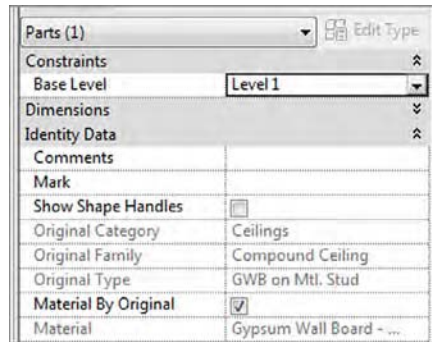 Parts (1) Edit Type
Constraints
Base Level Level 1
Dimensions
Identity Data
Comments
Mark
Show Shape Handles
Original Category Ceilings
Original Family Compound Ceiling
Original Type GWB on Mtl. Stud
Material By Original
Material Gypsum Wall Board - ...